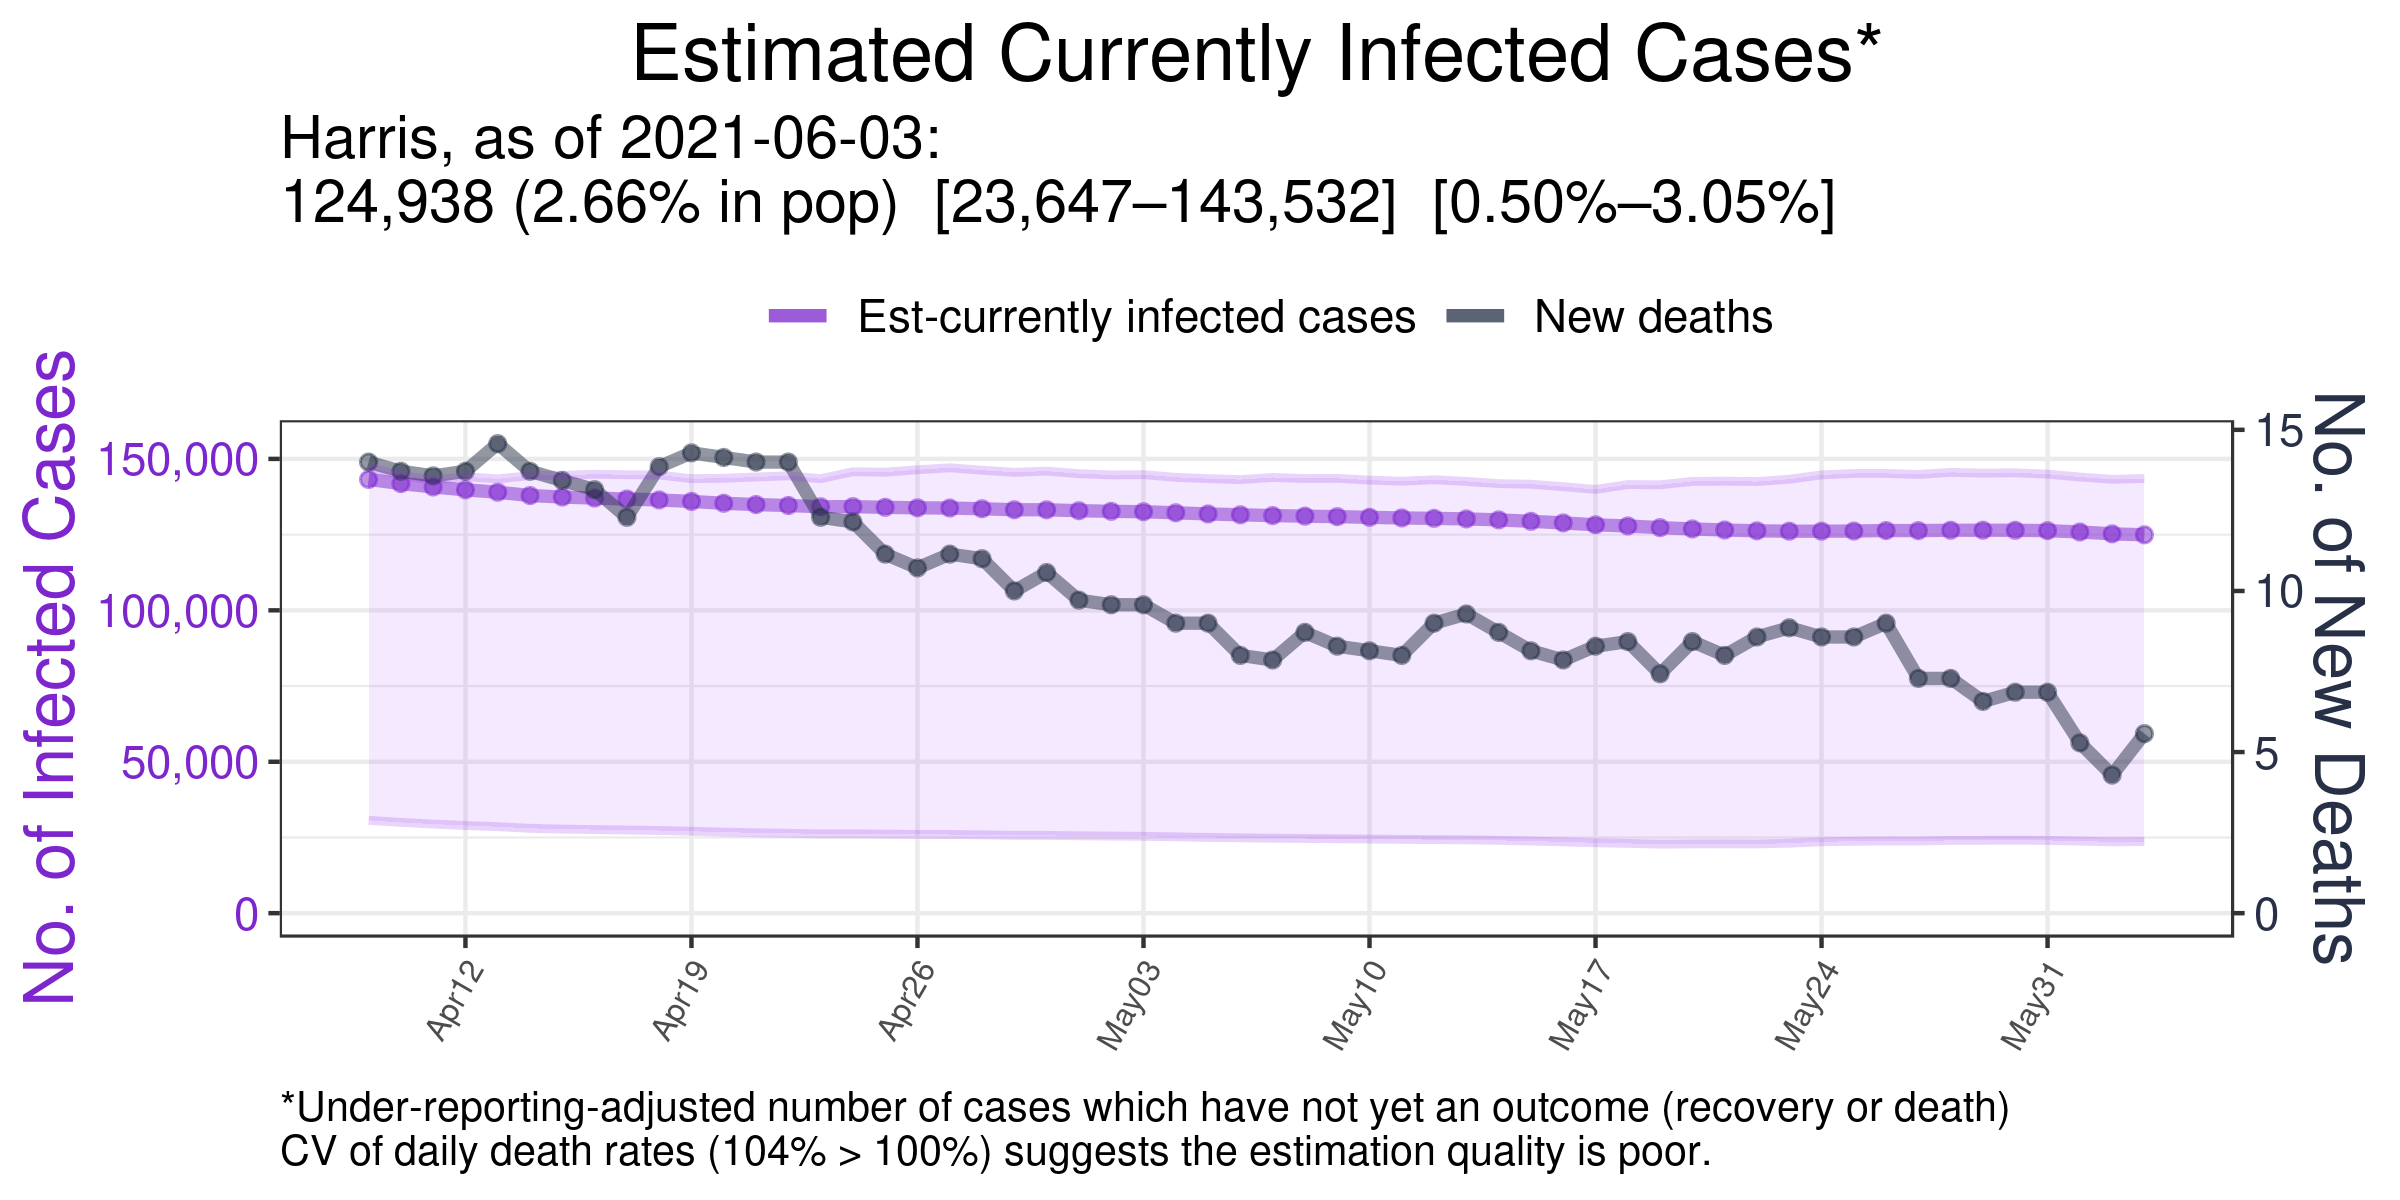 Estimated Currently Infected Cases*
Harris, as of 2021-06-03:
124,938 (2.66% in pop)  [23,647–143,532]  [0.50%–3.05%]
Est-currently infected cases
New deaths
No. of Infected Cases
150,000
100,000
50,000
0
15
10
5
0
No. of New Deaths
Apr12
Apr19
Apr26
May03
May10
May17
May24
May31
*Under-reporting-adjusted number of cases which have not yet an outcome (recovery or death)
CV of daily death rates (104% > 100%) suggests the estimation quality is poor.